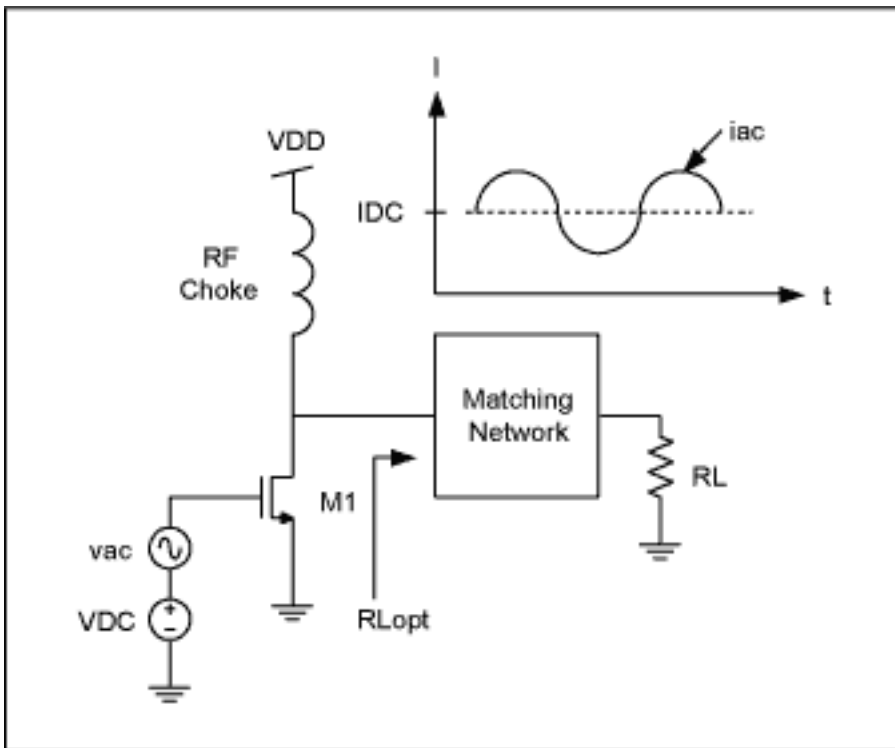 I
iac
VDD
IDC
RF
Choke
t
Matching
Network
M1
RL
vac
VDC
+
−
RLopt